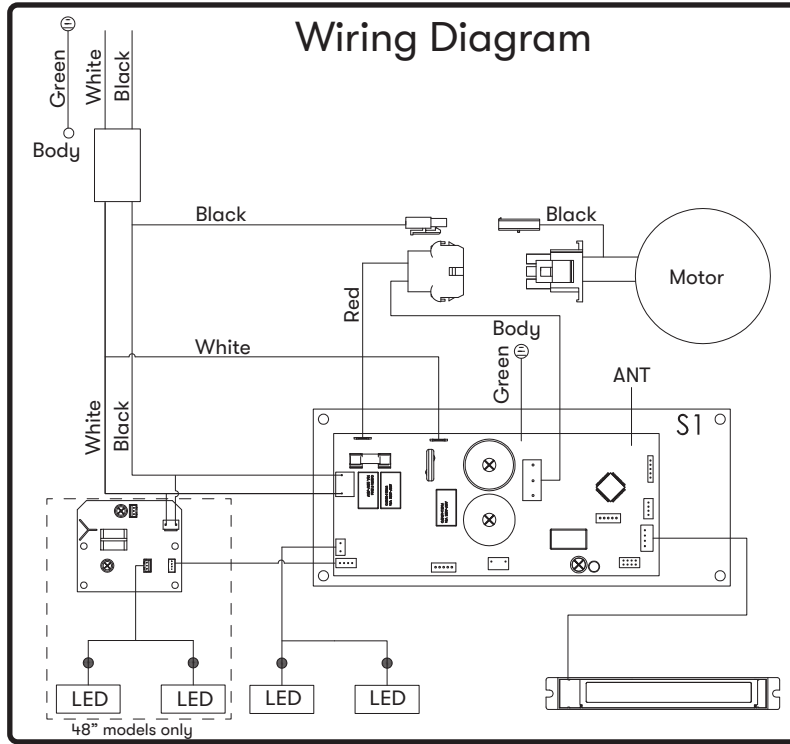 Wiring Diagram
Green
White
Black
Body
Black
Black
Motor
Red
White
Body
Green
ANT
S1
White
Black
LED
LED
LED
LED
48" models only